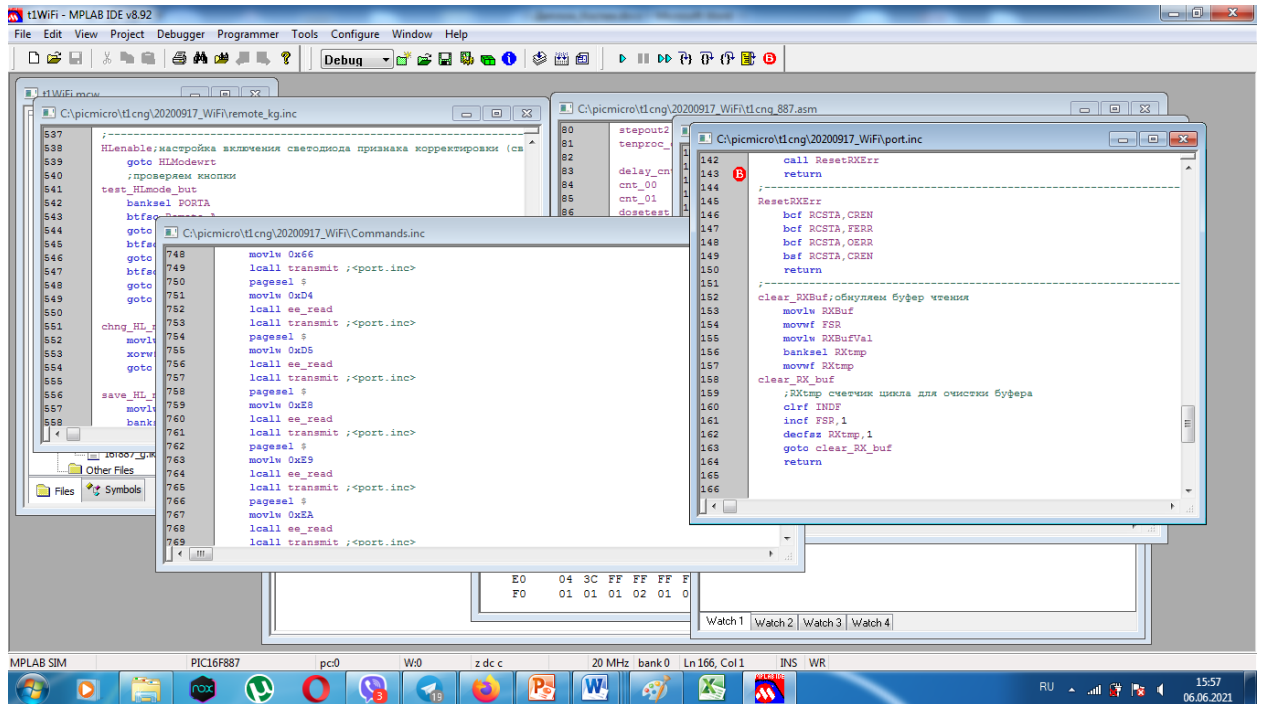 t1WiFi - MPLAB IDE v8.92
File Edit View Project Debugger Programmer Tools Configure Window Help
Debug
t1WiFi.mcw
C:\picmicro\t1cng\20200917_WiFi\remote_kg.inc
537 ;
538 HLenable;настройка включения светодиода признака корректировки (св
539 goto HLModewrt
540 ;проверяем кнопки
541 test_HLmode_but
542 banksel PORTA
543
544 goto
545
546 goto
547
548 goto
549 goto
550
551
552
553
554 goto
555
556
557
558
16f887_g.lkr
Other Files
Files Symbols
C:\picmicro\t1cng\20200917_WiFi\t1cng_887.asm
80 stepout2
81
82
83
84 cnt_00
85 cnt_01
86 dosetest
C:\picmicro\t1cng\20200917_WiFi\Commands.inc
748 movlw 0x66
749 lcall transmit ;<port.inc>
750 pagesel $
751 movlw 0xD4
752 lcall ee_read
753 lcall transmit ;<port.inc>
754 pagesel $
755 movlw 0xD5
756 lcall ee_read
757 lcall transmit ;<port.inc>
758 pagesel $
759 movlw 0xE8
760 lcall ee_read
761 lcall transmit ;<port.inc>
762 pagesel $
763 movlw 0xE9
764 lcall ee_read
765 lcall transmit ;<port.inc>
766 pagesel $
767 movlw 0xEA
768 lcall ee_read
769 lcall transmit ;<port.inc>
C:\picmicro\t1cng\20200917_WiFi\port.inc
142 call ResetRXErr
143 B return
144 ;
145 ResetRXErr
146 bcf RCSTA,CREN
147 bcf RCSTA,FERR
148 bcf RCSTA,OERR
149 bsf RCSTA,CREN
150 return
151 ;
152 clear_RXBuf;обнуляем буфер чтения
153 movlw RXBuf
154 movwf FSR
155 movlw RXBufVal
156 banksel RXtmp
157 movwf RXtmp
158 clear_RX_buf
159 ;RXtmp счетчик цикла для очистки буфера
160 clrf INDF
161 incf FSR,1
162 decfsz RXtmp,1
163 goto clear_RX_buf
164 return
165
166
E0 04 3C FF FF FF
F0 01 01 01 02 01
Watch 1 Watch 2 Watch 3 Watch 4
MPLAB SIM PIC16F887 pc:0 W:0 z dc c 20 MHz bank 0 Ln 166, Col 1 INS WR
nox
RU
15:57
06.06.2021